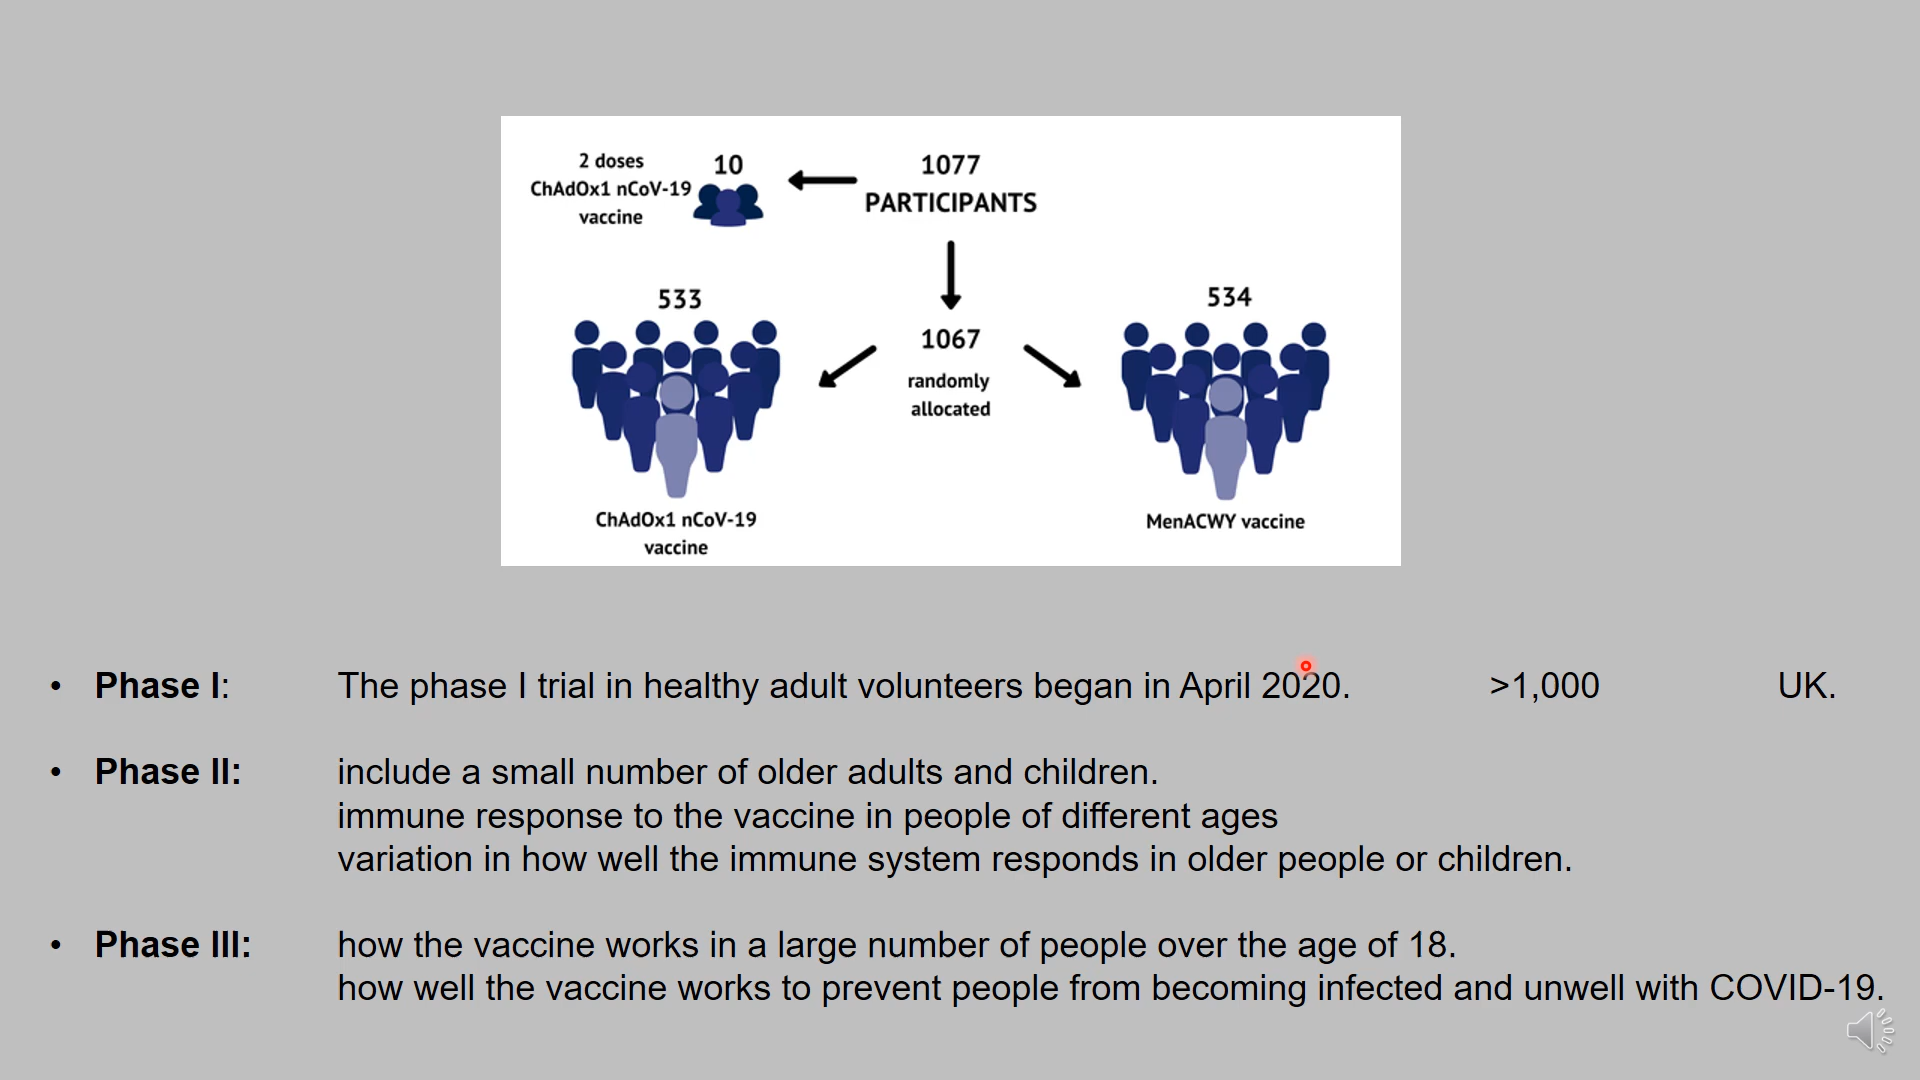 2 doses
ChAdOx1 nCoV-19
vaccine
10
1077
PARTICIPANTS
533
534
1067
randomly
allocated
ChAdOx1 nCoV-19
vaccine
MenACWY vaccine
• Phase I: The phase I trial in healthy adult volunteers began in April 2020. >1,000 UK.
• Phase II: include a small number of older adults and children.
immune response to the vaccine in people of different ages
variation in how well the immune system responds in older people or children.
• Phase III: how the vaccine works in a large number of people over the age of 18.
how well the vaccine works to prevent people from becoming infected and unwell with COVID-19.